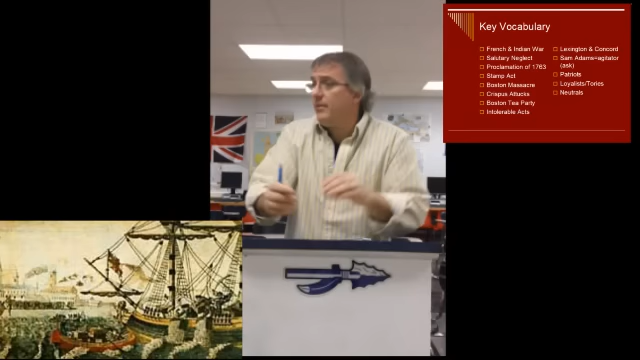 Key Vocabulary
French & Indian War
Salutary Neglect
Proclamation of 1763
Stamp Act
Boston Massacre
Crispus Attucks
Boston Tea Party
Intolerable Acts
Lexington & Concord
Sam Adams=agitator
(ask)
Patriots
Loyalists/Tories
Neutrals